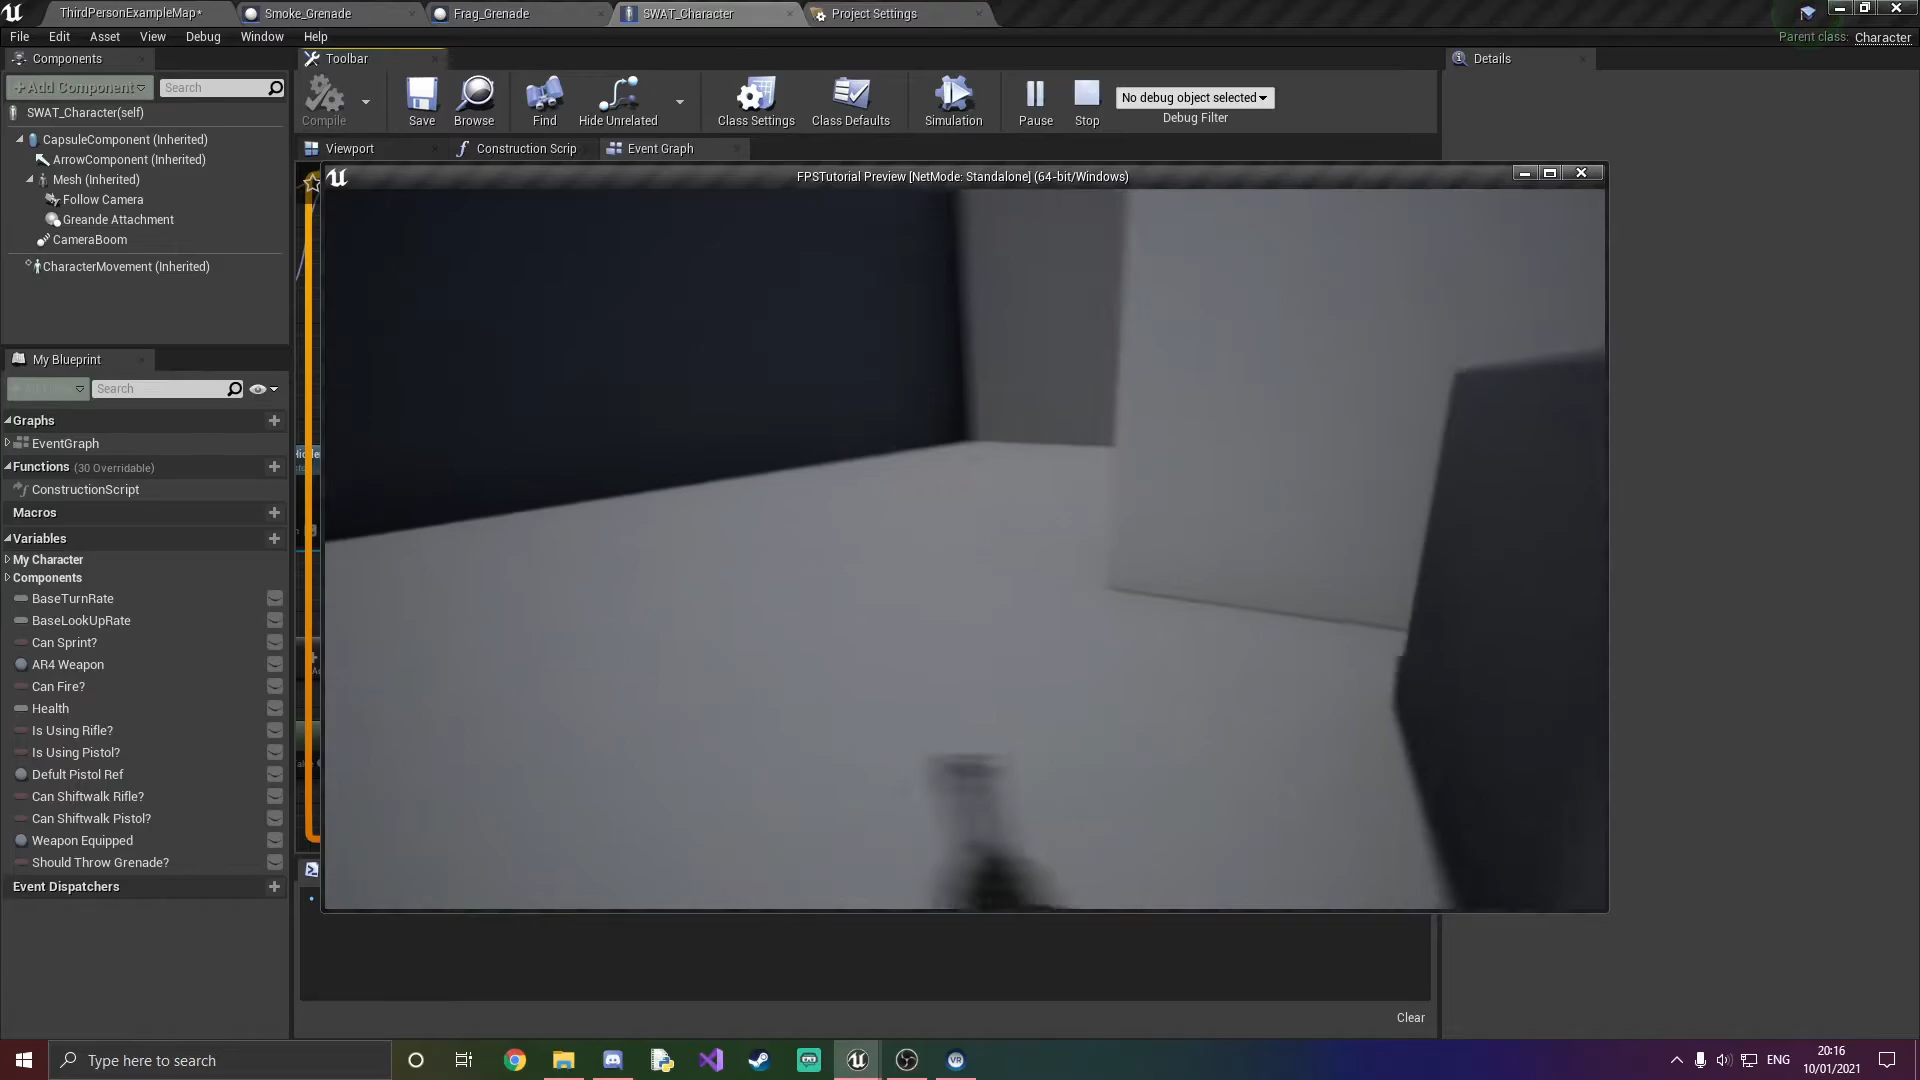 ThirdPersonExampleMap*
Smoke_Grenade
Frag_Grenade
SWAT_Character
Project Settings
File
Edit
Asset
View
Debug
Window
Help
Parent class:
Character
Components
Toolbar
Details
+Add Component
Search
Compile
Save
Browse
Find
Hide Unrelated
Class Settings
Class Defaults
Simulation
Pause
Stop
No debug object selected
Debug Filter
SWAT_Character(self)
CapsuleComponent (Inherited)
ArrowComponent (Inherited)
Mesh (Inherited)
Follow Camera
Greande Attachment
CameraBoom
CharacterMovement (Inherited)
Viewport
Construction Scrip
Event Graph
FPSTutorial Preview [NetMode: Standalone] (64-bit/Windows)
My Blueprint
Search
Graphs
EventGraph
Functions (30 Overridable)
ConstructionScript
Macros
Variables
My Character
Components
BaseTurnRate
BaseLookUpRate
Can Sprint?
AR4 Weapon
Can Fire?
Health
Is Using Rifle?
Is Using Pistol?
Defult Pistol Ref
Can Shiftwalk Rifle?
Can Shiftwalk Pistol?
Weapon Equipped
Should Throw Grenade?
Event Dispatchers
Clear
Type here to search
ENG
20:16
10/01/2021